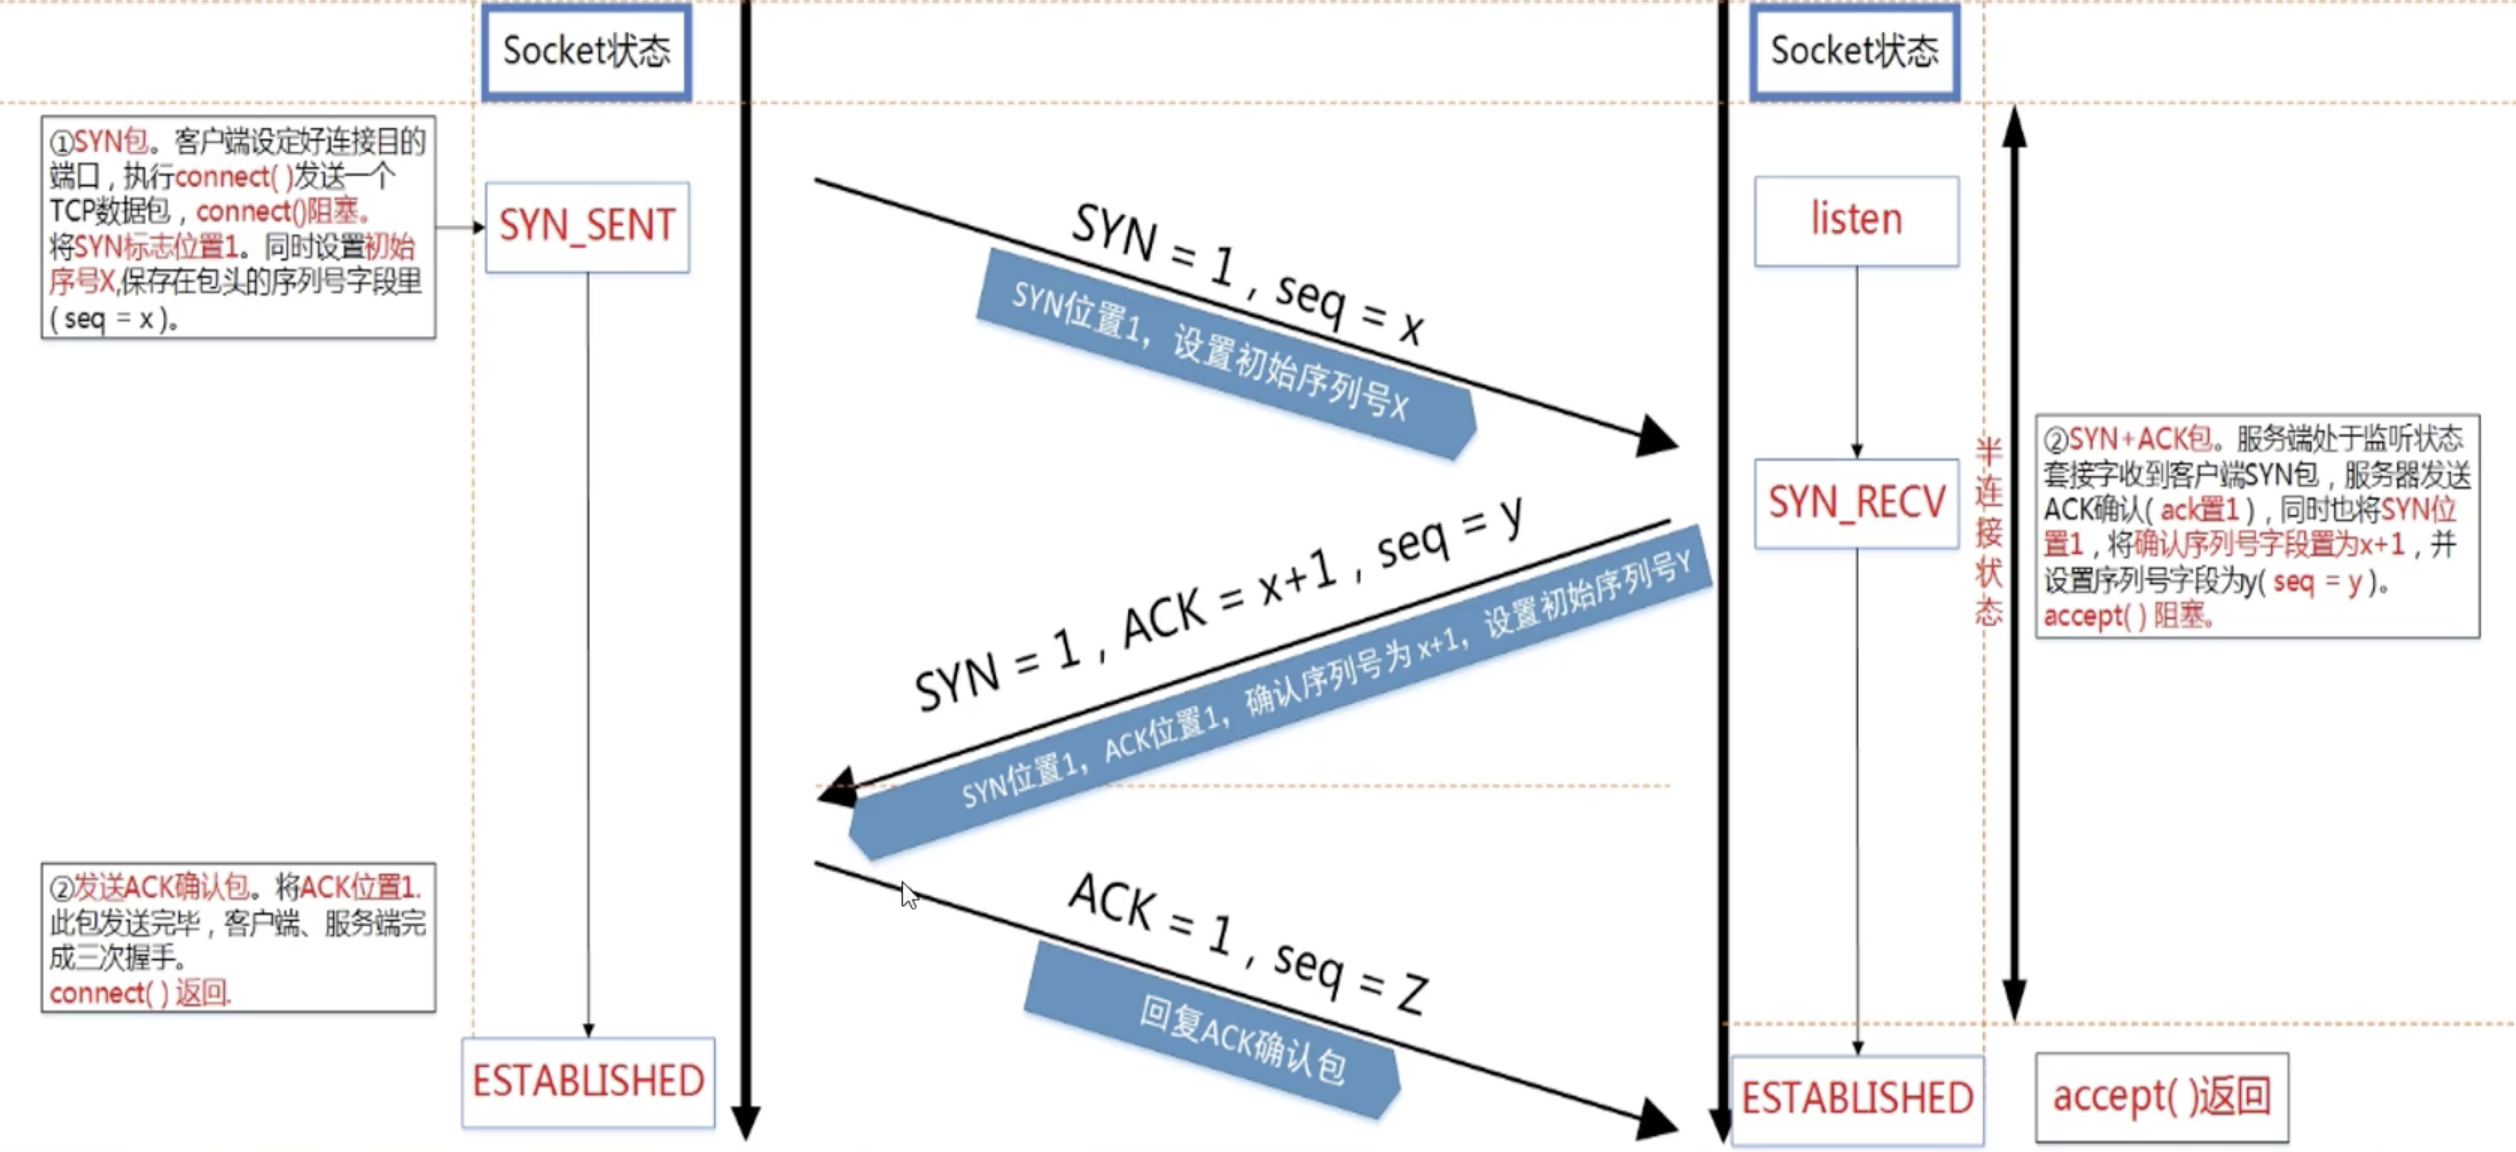 Socket状态
Socket状态
①SYN包。客户端设定好连接目的
端口，执行connect( )发送一个
TCP数据包，connect()阻塞。
将SYN标志位置1。同时设置初始
序号X,保存在包头的序列号字段里
( seq = x )。
SYN_SENT
SYN = 1 , seq = x
SYN位置1，设置初始序列号X
listen
SYN_RECV
半连接状态
②SYN+ACK包。服务端处于监听状态
套接字收到客户端SYN包，服务器发送
ACK确认( ack置1 )，同时也将SYN位
置1，将确认序列号字段置为x+1，并
设置序列号字段为y( seq = y )。
accept( ) 阻塞。
SYN = 1 , ACK = x+1 , seq = y
SYN位置1，ACK位置1，确认序列号为 x+1，设置初始序列号Y
②发送ACK确认包。将ACK位置1.
此包发送完毕，客户端、服务端完
成三次握手。
connect( ) 返回.
ACK = 1 , seq = Z
回复ACK确认包
ESTABLISHED
ESTABLISHED
accept( )返回